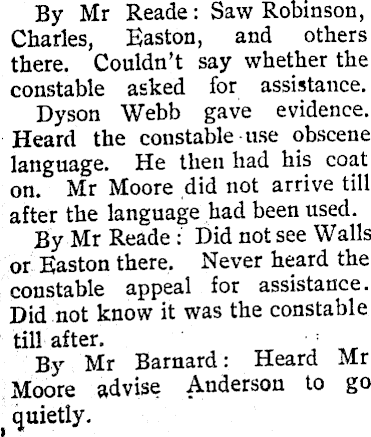 By Mr Reade: Saw Robinson,
Charles, Easton, and others
there. Couldn't say whether the
constable asked for assistance.
Dyson Webb gave evidence.
Heard the constable use obscene
language. He then had his coat
on. Mr Moore did not arrive till
after the language had been used.
By Mr Reade: Did not see Walls
or Easton there. Never heard the
constable appeal for assistance.
Did not know it was the constable
till after.
By Mr Barnard: Heard Mr
Moore advise Anderson to go
quietly.